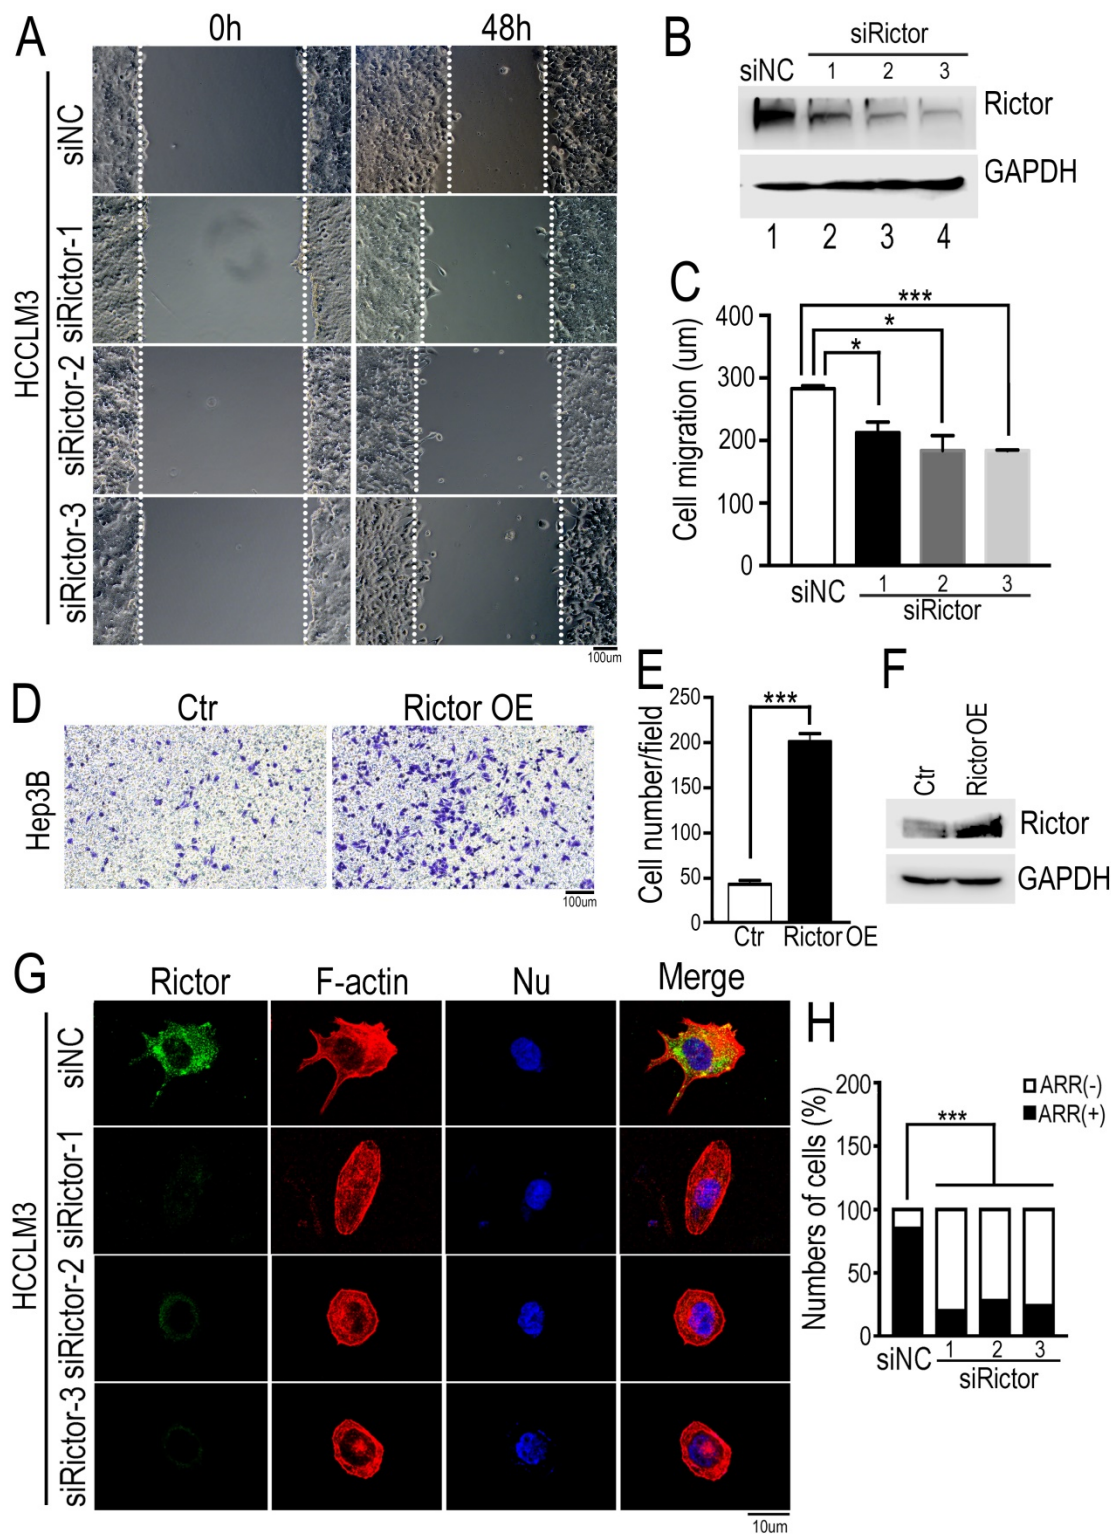 A
0h
48h
HCCLM3
siNC
siRictor-1
siRictor-2
siRictor-3
100um
B
siRictor
siNC
1 2 3
Rictor
GAPDH
1 2 3 4
C
Cell migration (um)
400
300
200
100
0
***
*
*
siNC
1 2 3
siRictor
D
Ctr
Rictor OE
Hep3B
100um
E
Cell number/field
250
200
150
100
50
0
***
Ctr
Rictor OE
F
Ctr
Rictor OE
Rictor
GAPDH
G
Rictor
F-actin
Nu
Merge
HCCLM3
siNC
siRictor-1
siRictor-2
siRictor-3
10um
H
Numbers of cells (%)
200
150
100
50
0
ARR(-)
ARR(+)
***
siNC
1 2 3
siRictor